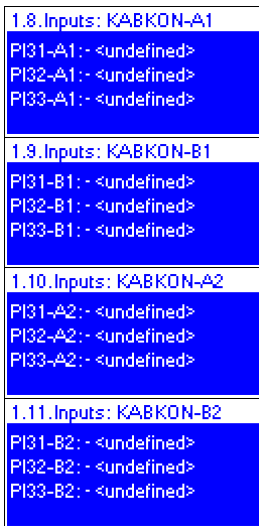 1.8.Inputs: KABKON-A1
PI31-A1:- <undefined>
PI32-A1:- <undefined>
PI33-A1:- <undefined>
1.9.Inputs: KABKON-B1
PI31-B1:- <undefined>
PI32-B1:- <undefined>
PI33-B1:- <undefined>
1.10.Inputs: KABKON-A2
PI31-A2:- <undefined>
PI32-A2:- <undefined>
PI33-A2:- <undefined>
1.11.Inputs: KABKON-B2
PI31-B2:- <undefined>
PI32-B2:- <undefined>
PI33-B2:- <undefined>